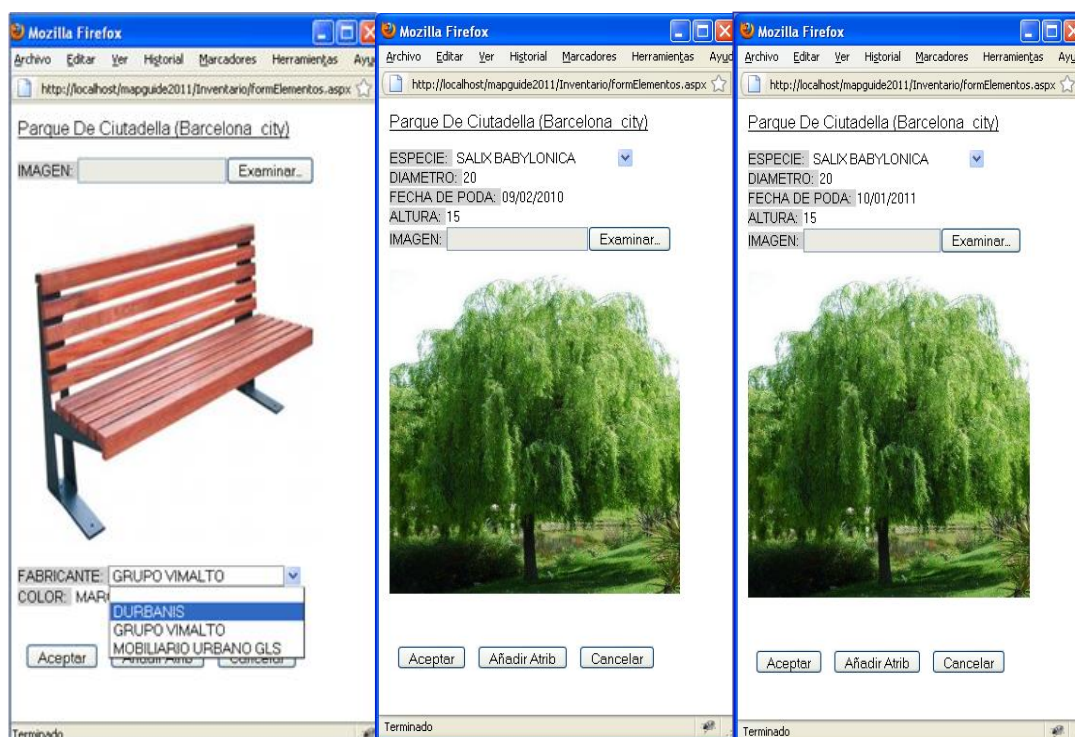 Mozilla Firefox
Archivo Editar Ver Historial Marcadores Herramientas
http://localhost/mapguide2011/Inventario/formElementos.aspx
Parque De Ciutadella (Barcelona city)
IMAGEN: Examinar...
FABRICANTE: GRUPO VIMALTO
COLOR:
DURBANIS
GRUPO VIMALTO
MOBILIARIO URBANO GLS
Aceptar Añadir Atrib Cancelar
Terminado
Mozilla Firefox
Archivo Editar Ver Historial Marcadores Herramientas
http://localhost/mapguide2011/Inventario/formElementos.aspx
Parque De Ciutadella (Barcelona city)
ESPECIE: SALIX BABYLONICA
DIAMETRO: 20
FECHA DE PODA: 09/02/2010
ALTURA: 15
IMAGEN: Examinar...
Aceptar Añadir Atrib Cancelar
Terminado
Mozilla Firefox
Archivo Editar Ver Historial Marcadores Herramientas
http://localhost/mapguide2011/Inventario/formElementos.aspx
Parque De Ciutadella (Barcelona city)
ESPECIE: SALIX BABYLONICA
DIAMETRO: 20
FECHA DE PODA: 10/01/2011
ALTURA: 15
IMAGEN: Examinar...
Aceptar Añadir Atrib Cancelar
Terminado